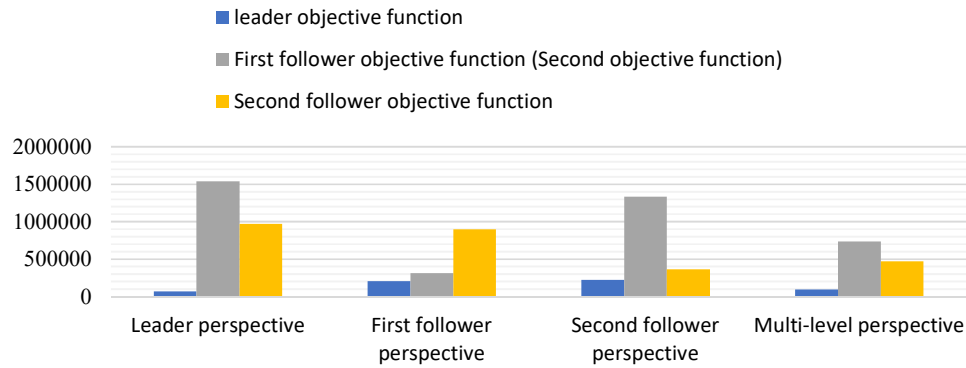 leader objective function
First follower objective function (Second objective function)
Second follower objective function
2000000
1500000
1000000
500000
0
Leader perspective
First follower
perspective
Second follower
perspective
Multi-level perspective